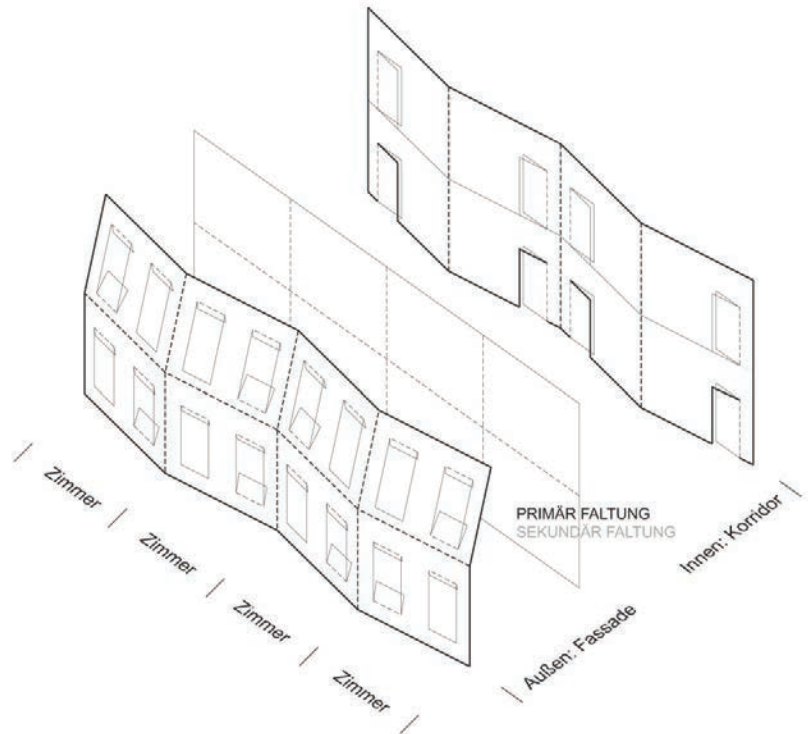 PRIMÄR FALTUNG
SEKUNDÄR FALTUNG
Innen: Korridor
Außen: Fassade
Zimmer
Zimmer
Zimmer
Zimmer